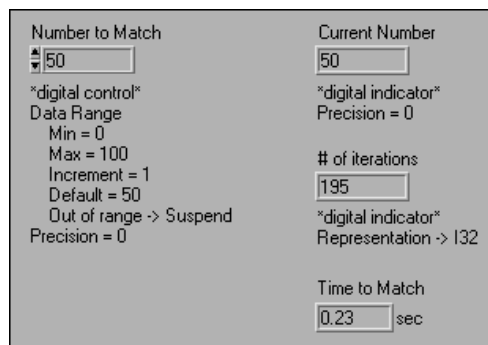 Number to Match
50
*digital control*
Data Range
Min = 0
Max = 100
Increment = 1
Default = 50
Out of range -> Suspend
Precision = 0
Current Number
50
*digital indicator*
Precision = 0
# of iterations
195
*digital indicator*
Representation -> I32
Time to Match
0.23 sec